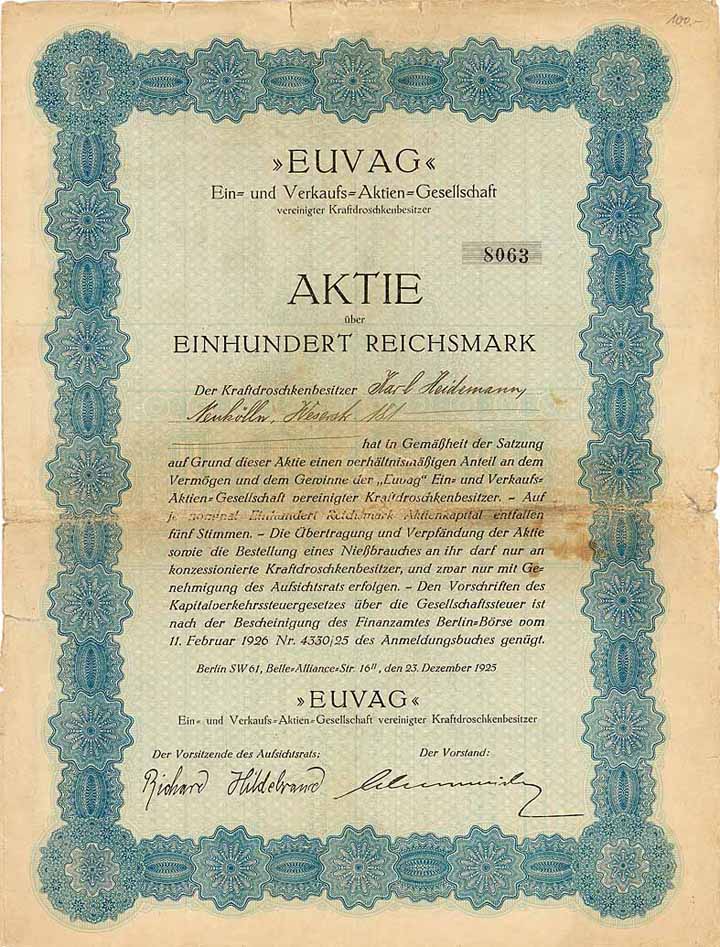 100,-
»EUVAG«
Ein= und Verkaufs=Aktien=Gesellschaft
vereinigter Kraftdroschkenbesitzer
8063
AKTIE
über
EINHUNDERT REICHSMARK
Der Kraftdroschkenbesitzer Karl Heidemann,
Neukölln,
hat in Gemäßheit der Satzung
auf Grund dieser Aktie einen verhältnismäßigen Anteil an dem
Vermögen und dem Gewinne der „Euvag" Ein= und Verkaufs=
Aktien=Gesellschaft vereinigter Kraftdroschkenbesitzer. – Auf
je nominal Einhundert Reichsmark Aktienkapital entfallen
fünf Stimmen. – Die Übertragung und Verpfändung der Aktie
sowie die Bestellung eines Nießbrauches an ihr darf nur an
konzessionierte Kraftdroschkenbesitzer, und zwar nur mit Ge=
nehmigung des Aufsichtsrats erfolgen. – Den Vorschriften des
Kapitalverkehrssteuergesetzes über die Gesellschaftssteuer ist
nach der Bescheinigung des Finanzamtes Berlin=Börse vom
11. Februar 1926 Nr. 4330/25 des Anmeldungsbuches genügt.
Berlin SW 61, Belle=Alliance=Str. 16II, den 23. Dezember 1925
»EUVAG«
Ein= und Verkaufs=Aktien=Gesellschaft vereinigter Kraftdroschkenbesitzer
Der Vorsitzende des Aufsichtsrats: Der Vorstand:
Richard Hildebrand